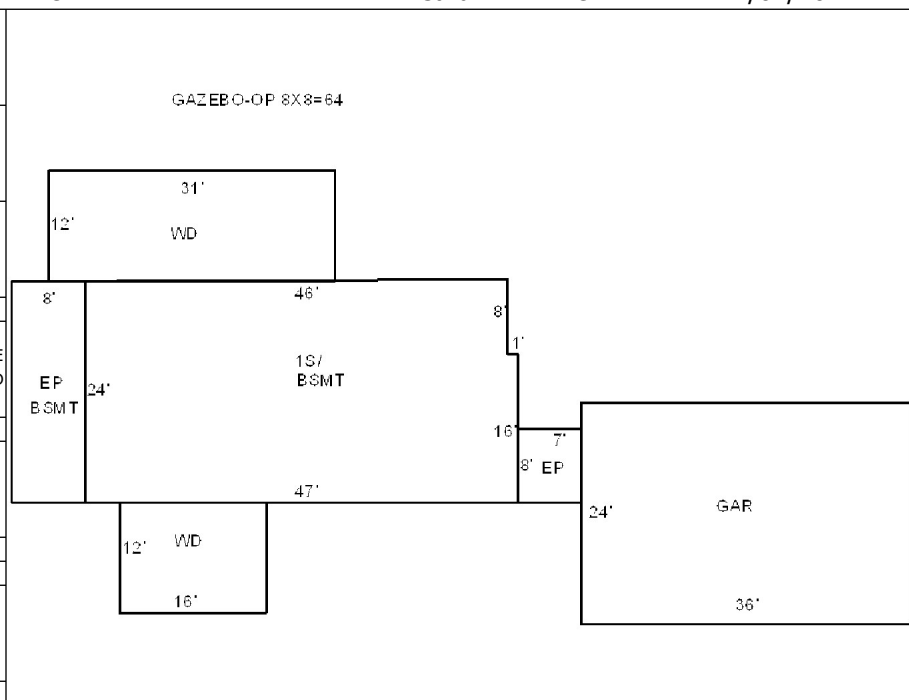 GAZEBO-OP 8X8=64
31'
12'
WD
8'
46'
8'
1'
1S/
BSMT
EP
BSMT
24'
16'
7'
8'
EP
47'
24'
GAR
12'
WD
16'
36'